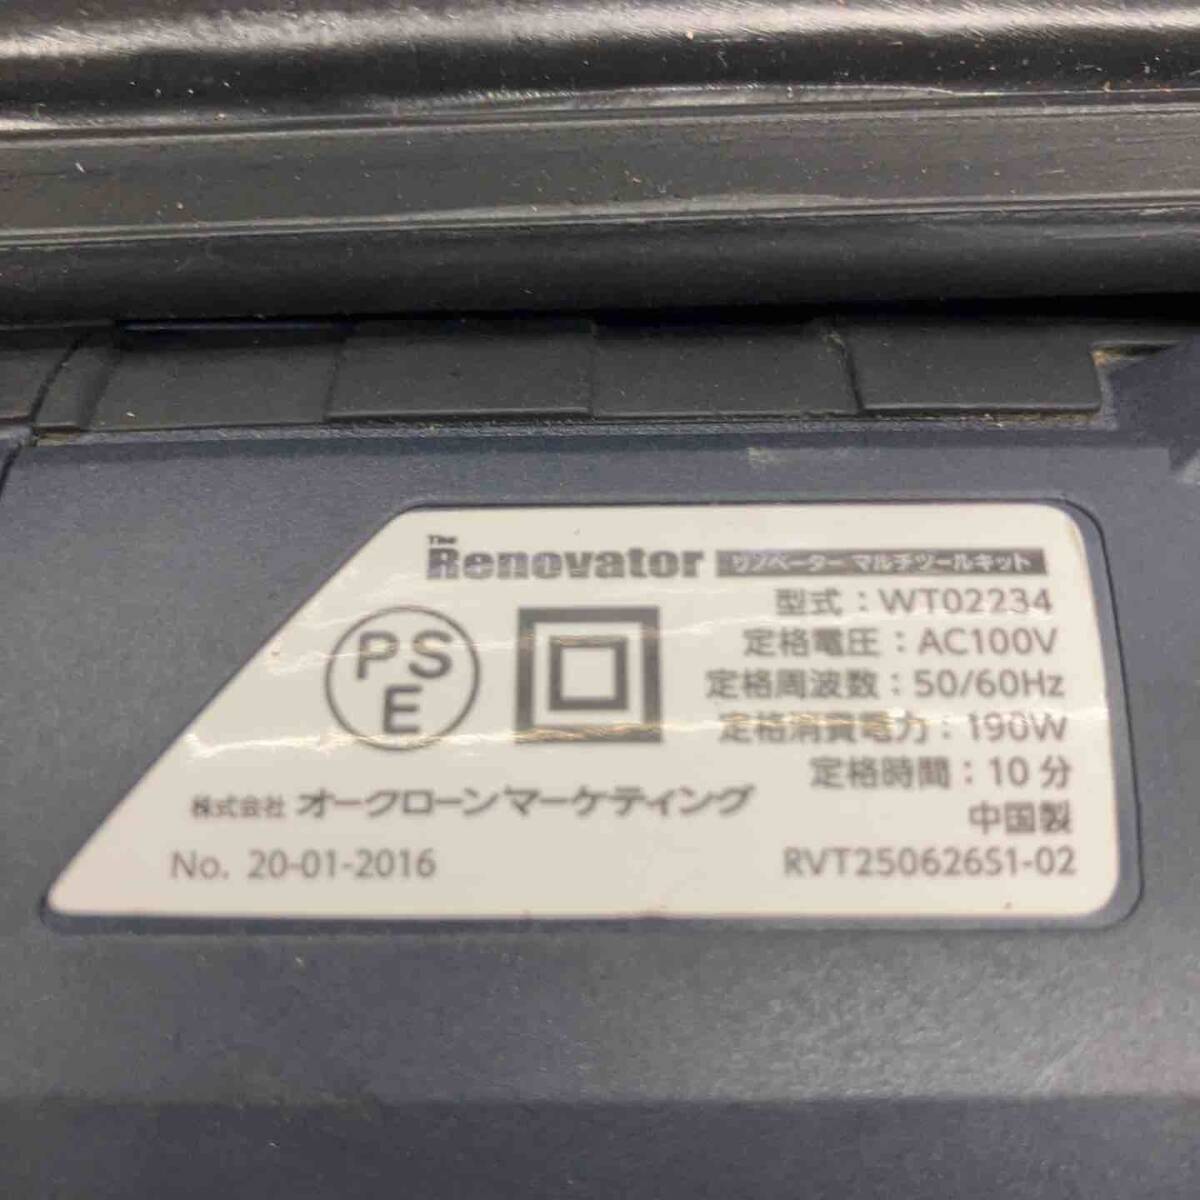 The Renovator リノベーター マルチツールキット
型式：WT02234
定格電圧：AC100V
定格周波数：50/60Hz
定格消費電力：190W
定格時間：10分
PSE
株式会社 オークローンマーケティング
中国製
No. 20-01-2016
RVT250626S1-02